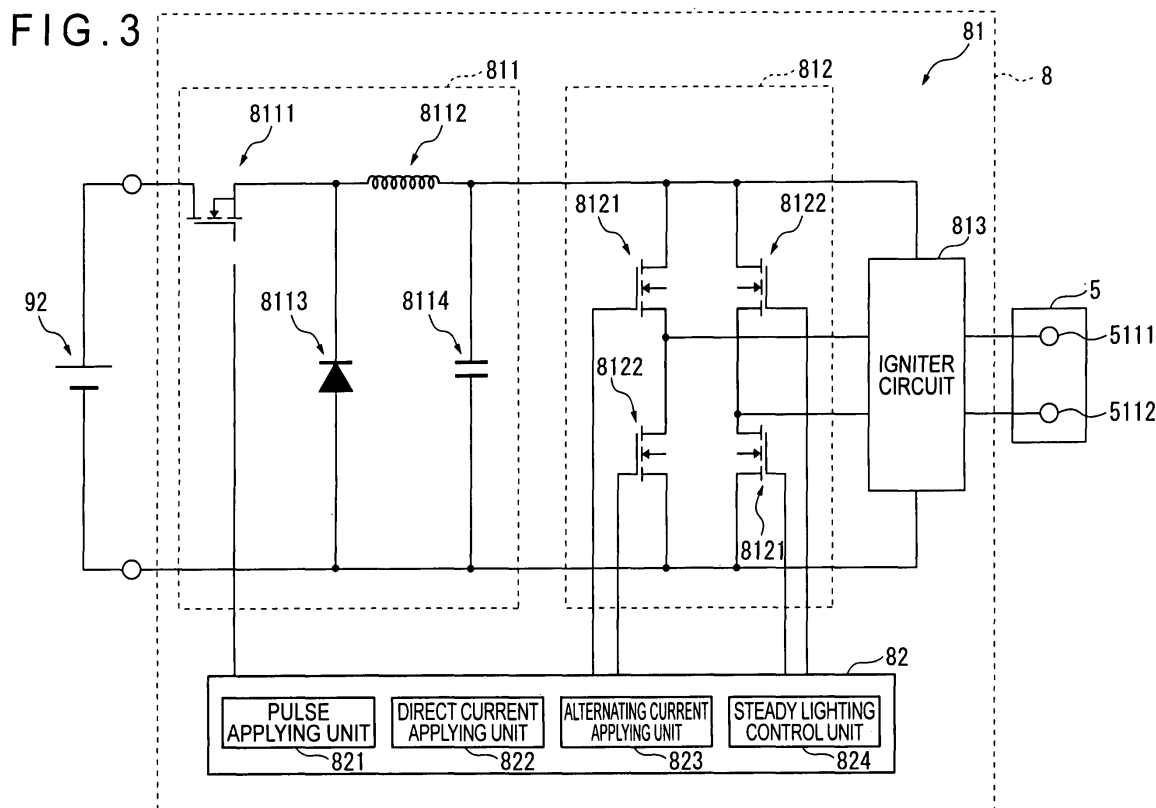 FIG.3
81
811
812
8
8111
8112
8121
8122
813
92
8113
8114
5
8122
IGNITER
CIRCUIT
5111
5112
8121
82
PULSE
APPLYING UNIT
DIRECT CURRENT
APPLYING UNIT
ALTERNATING CURRENT
APPLYING UNIT
STEADY LIGHTING
CONTROL UNIT
821
822
823
824